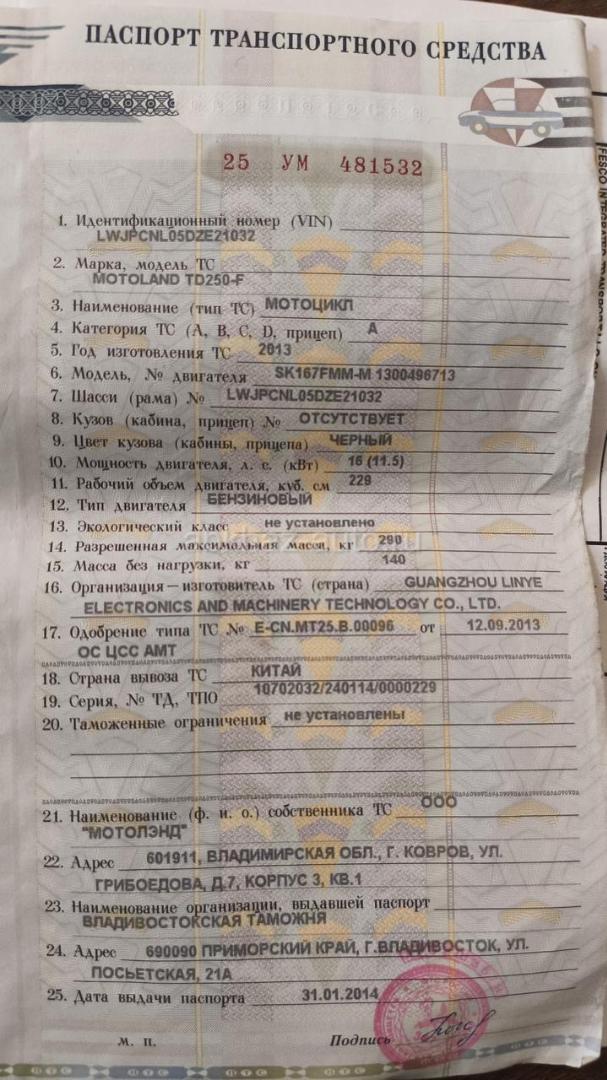 ПАСПОРТ ТРАНСПОРТНОГО СРЕДСТВА
25 УМ 481532
1. Идентификационный номер (VIN)
LWJPCNL05DZE21032
2. Марка, модель ТС
MOTOLAND TD250-F
3. Наименование (тип ТС) МОТОЦИКЛ
4. Категория ТС (А, В, С, D, прицеп) А
5. Год изготовления ТС 2013
6. Модель, № двигателя SK167FMM-M 1300496713
7. Шасси (рама) № LWJPCNL05DZE21032
8. Кузов (кабина, прицеп) № ОТСУТСТВУЕТ
9. Цвет кузова (кабины, прицепа) ЧЕРНЫЙ
10. Мощность двигателя, л. с. (кВт) 16 (11.5)
11. Рабочий объем двигателя, куб. см 229
12. Тип двигателя БЕНЗИНОВЫЙ
13. Экологический класс не установлено
14. Разрешенная максимальная масса, кг 290
15. Масса без нагрузки, кг 140
16. Организация—изготовитель ТС (страна) GUANGZHOU LINYE
ELECTRONICS AND MACHINERY TECHNOLOGY CO., LTD.
17. Одобрение типа ТС № E-CN.MT25.B.00096 от 12.09.2013
ОС ЦСС АМТ
18. Страна вывоза ТС КИТАЙ
19. Серия, № ТД, ТПО 10702032/240114/0000229
20. Таможенные ограничения не установлены
21. Наименование (ф. и. о.) собственника ТС ООО
"МОТОЛЭНД"
22. Адрес 601911, ВЛАДИМИРСКАЯ ОБЛ., Г. КОВРОВ, УЛ.
ГРИБОЕДОВА, Д.7, КОРПУС 3, КВ.1
23. Наименование организации, выдавшей паспорт
ВЛАДИВОСТОКСКАЯ ТАМОЖНЯ
24. Адрес 690090 ПРИМОРСКИЙ КРАЙ, Г.ВЛАДИВОСТОК, УЛ.
ПОСЬЕТСКАЯ, 21А
25. Дата выдачи паспорта 31.01.2014
М. П. Подпись